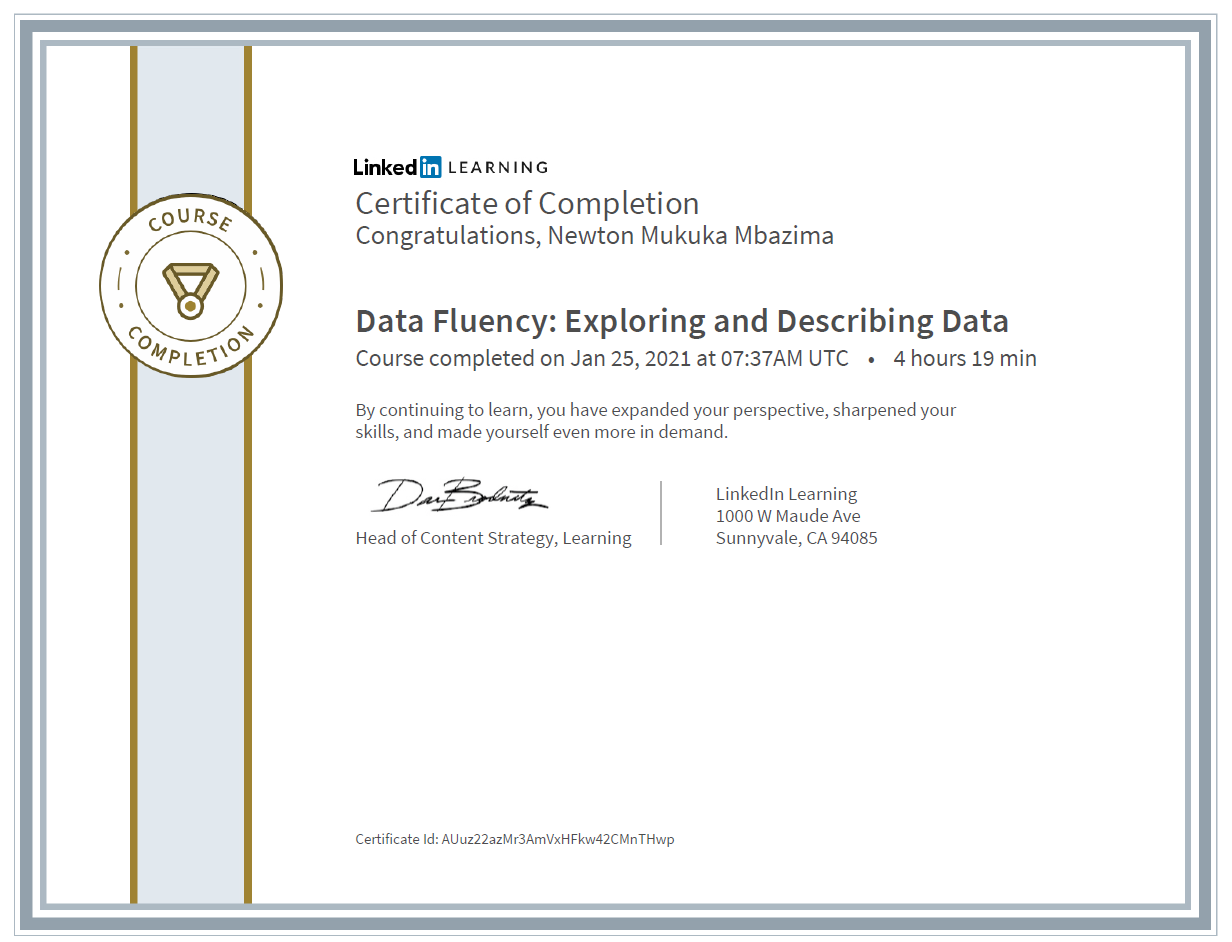 LinkedIn LEARNING
Certificate of Completion
Congratulations, Newton Mukuka Mbazima
COURSE
COMPLETION
Data Fluency: Exploring and Describing Data
Course completed on Jan 25, 2021 at 07:37AM UTC • 4 hours 19 min
By continuing to learn, you have expanded your perspective, sharpened your
skills, and made yourself even more in demand.
Head of Content Strategy, Learning
LinkedIn Learning
1000 W Maude Ave
Sunnyvale, CA 94085
Certificate Id: AUuz22azMr3AmVxHFkw42CMnTHwp